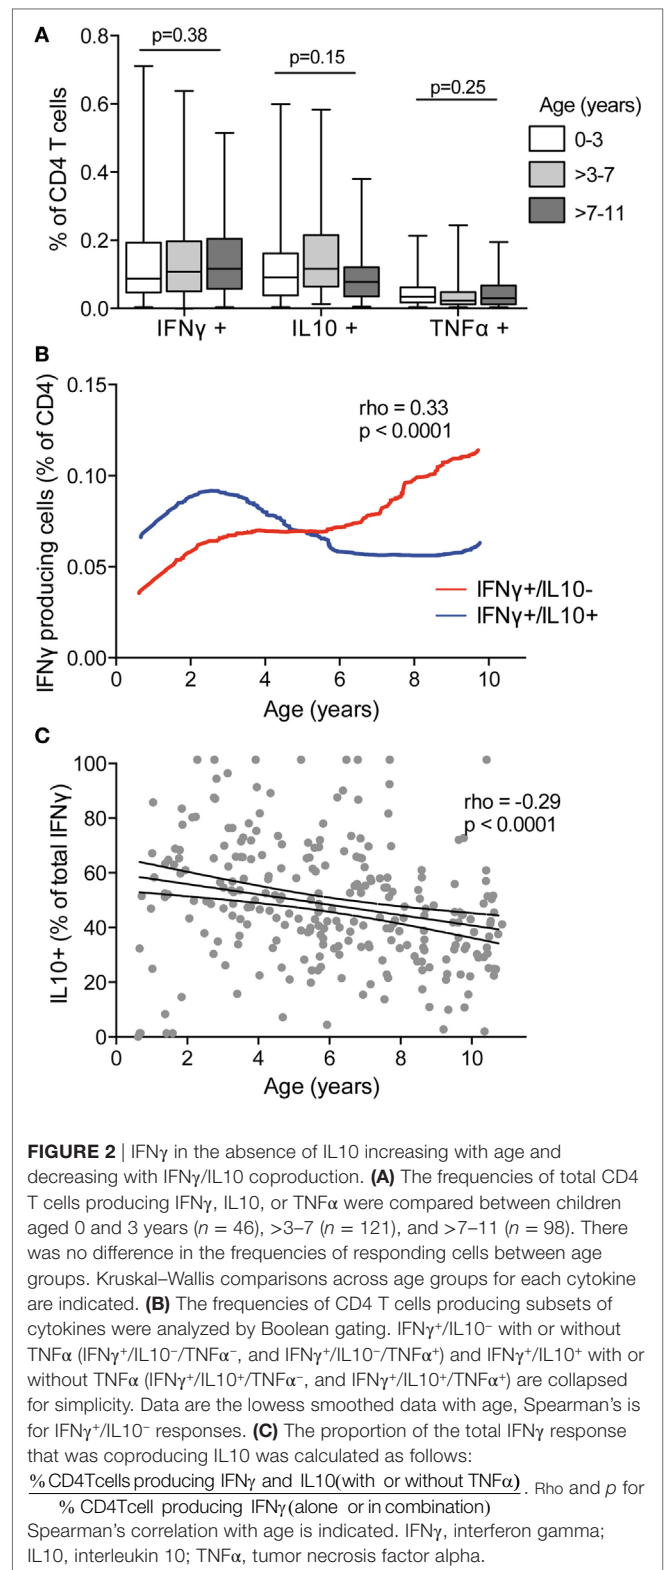 A
0.8
p=0.38
p=0.15
p=0.25
0.6
0.4
0.2
0.0
% of CD4 T cells
Age (years)
0-3
>3-7
>7-11
IFNγ + IL10 + TNFα +
B
0.15
rho = 0.33
p < 0.0001
0.10
0.05
0.00
IFNγ producing cells (% of CD4)
IFNγ+/IL10-
IFNγ+/IL10+
0 2 4 6 8 10
Age (years)
C
100
rho = -0.29
p < 0.0001
80
60
40
20
0
IL10+ (% of total IFNγ)
0 2 4 6 8 10
Age (years)
FIGURE 2 | IFNγ in the absence of IL10 increasing with age and
decreasing with IFNγ/IL10 coproduction. (A) The frequencies of total CD4
T cells producing IFNγ, IL10, or TNFα were compared between children
aged 0 and 3 years (n = 46), >3–7 (n = 121), and >7–11 (n = 98). There
was no difference in the frequencies of responding cells between age
groups. Kruskal–Wallis comparisons across age groups for each cytokine
are indicated. (B) The frequencies of CD4 T cells producing subsets of
cytokines were analyzed by Boolean gating. IFNγ⁺/IL10⁻ with or without
TNFα (IFNγ⁺/IL10⁻/TNFα⁻, and IFNγ⁺/IL10⁻/TNFα⁺) and IFNγ⁺/IL10⁺ with or
without TNFα (IFNγ⁺/IL10⁺/TNFα⁻, and IFNγ⁺/IL10⁺/TNFα⁺) are collapsed
for simplicity. Data are the lowess smoothed data with age, Spearman's is
for IFNγ⁺/IL10⁻ responses. (C) The proportion of the total IFNγ response
that was coproducing IL10 was calculated as follows:
% CD4Tcells producing IFNγ and IL10(with or without TNFα)
% CD4Tcell producing IFNγ(alone or in combination)
. Rho and p for
Spearman's correlation with age is indicated. IFNγ, interferon gamma;
IL10, interleukin 10; TNFα, tumor necrosis factor alpha.